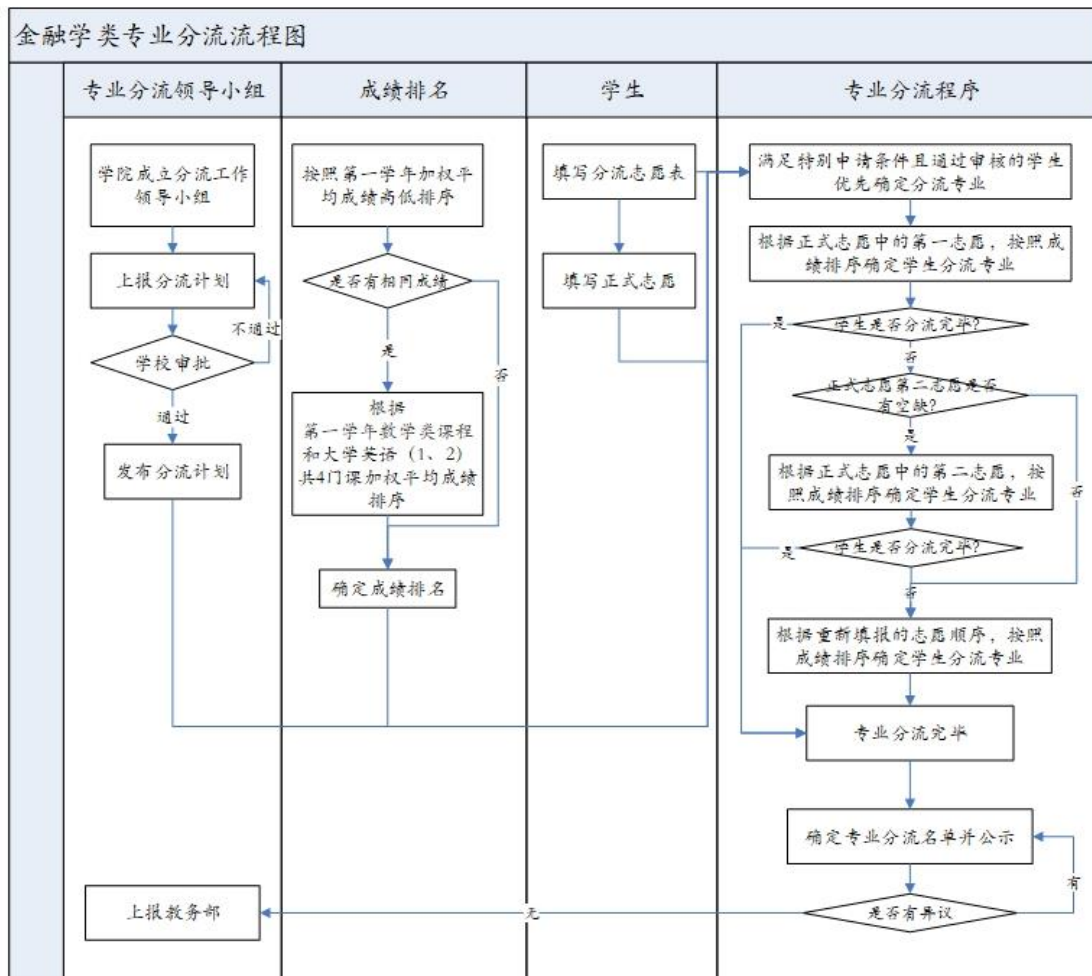 金融学类专业分流流程图
专业分流领导小组
成绩排名
学生
专业分流程序
学院成立分流工作
领导小组
上报分流计划
不通过
学校审批
通过
发布分流计划
上报教务部
按照第一学年加权平
均成绩高低排序
是否有相同成绩
是
否
根据
第一学年数学类课程
和大学英语（1、2）
共4门课加权平均成绩
排序
确定成绩排名
填写分流志愿表
填写正式志愿
满足特别申请条件且通过审核的学生
优先确定分流专业
根据正式志愿中的第一志愿，按照成
绩排序确定学生分流专业
学生是否分流完毕？
是
否
正式志愿第二志愿是否
有空缺？
是
否
根据正式志愿中的第二志愿，按
照成绩排序确定学生分流专业
学生是否分流完毕？
是
否
根据重新填报的志愿顺序，按照
成绩排序确定学生分流专业
专业分流完毕
确定专业分流名单并公示
有
是否有异议
无